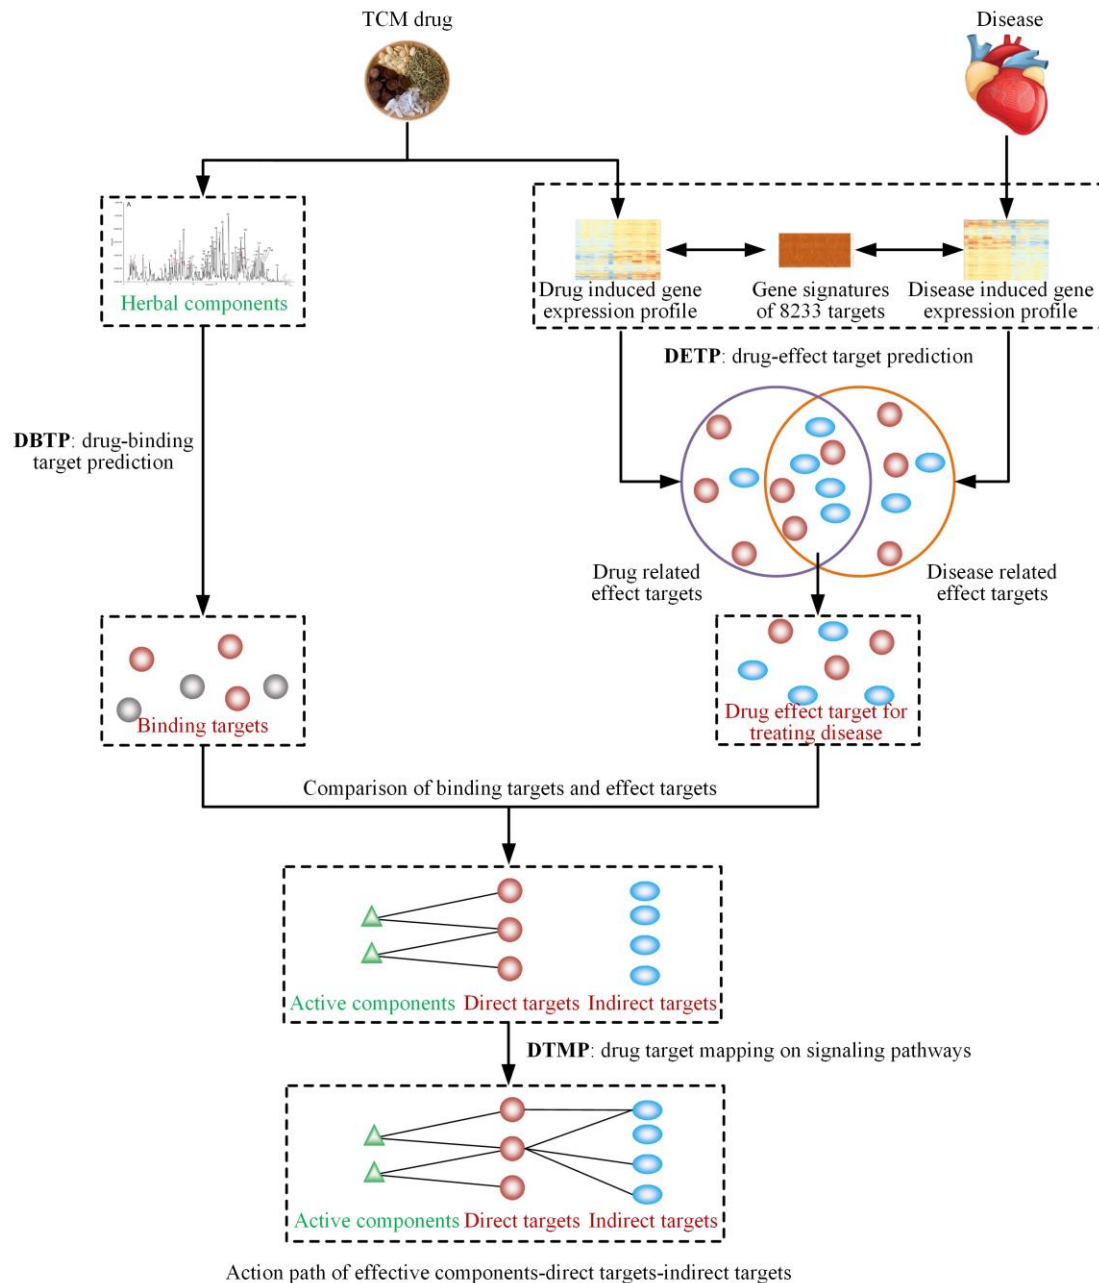 TCM drug
Disease
A
Herbal components
Drug induced gene
expression profile
Gene signatures
of 8233 targets
Disease induced gene
expression profile
DETP: drug-effect target prediction
DBTP: drug-binding
target prediction
Drug related
effect targets
Disease related
effect targets
Binding targets
Drug effect target for
treating disease
Comparison of binding targets and effect targets
Active components
Direct targets
Indirect targets
DTMP: drug target mapping on signaling pathways
Active components
Direct targets
Indirect targets
Action path of effective components-direct targets-indirect targets